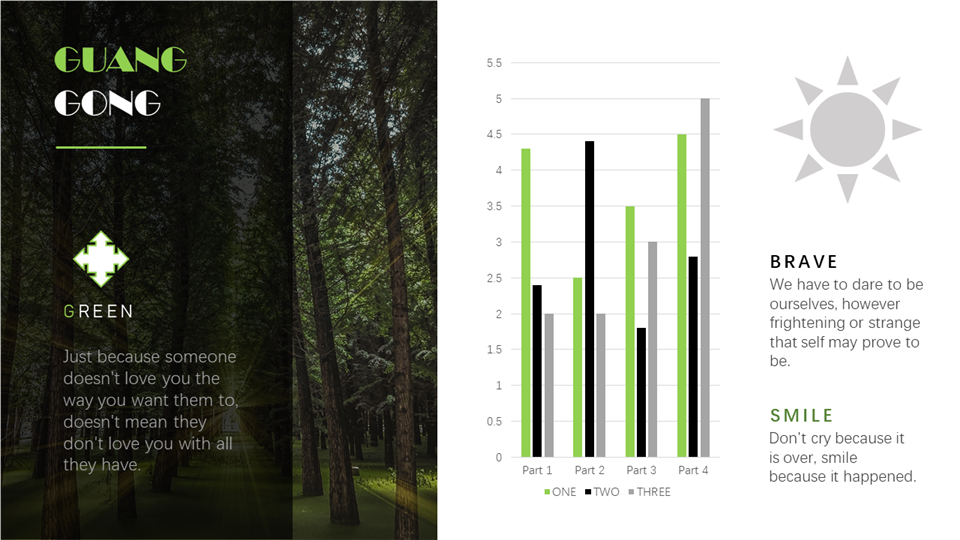 GUANG
GONG
GREEN
Just because someone
doesn't love you the
way you want them to,
doesn't mean they
don't love you with all
they have.
5.5
5
4.5
4
3.5
3
2.5
2
1.5
1
0.5
0
Part 1 Part 2 Part 3 Part 4
ONE TWO THREE
BRAVE
We have to dare to be
ourselves, however
frightening or strange
that self may prove to
be.
SMILE
Don't cry because it
is over, smile
because it happened.